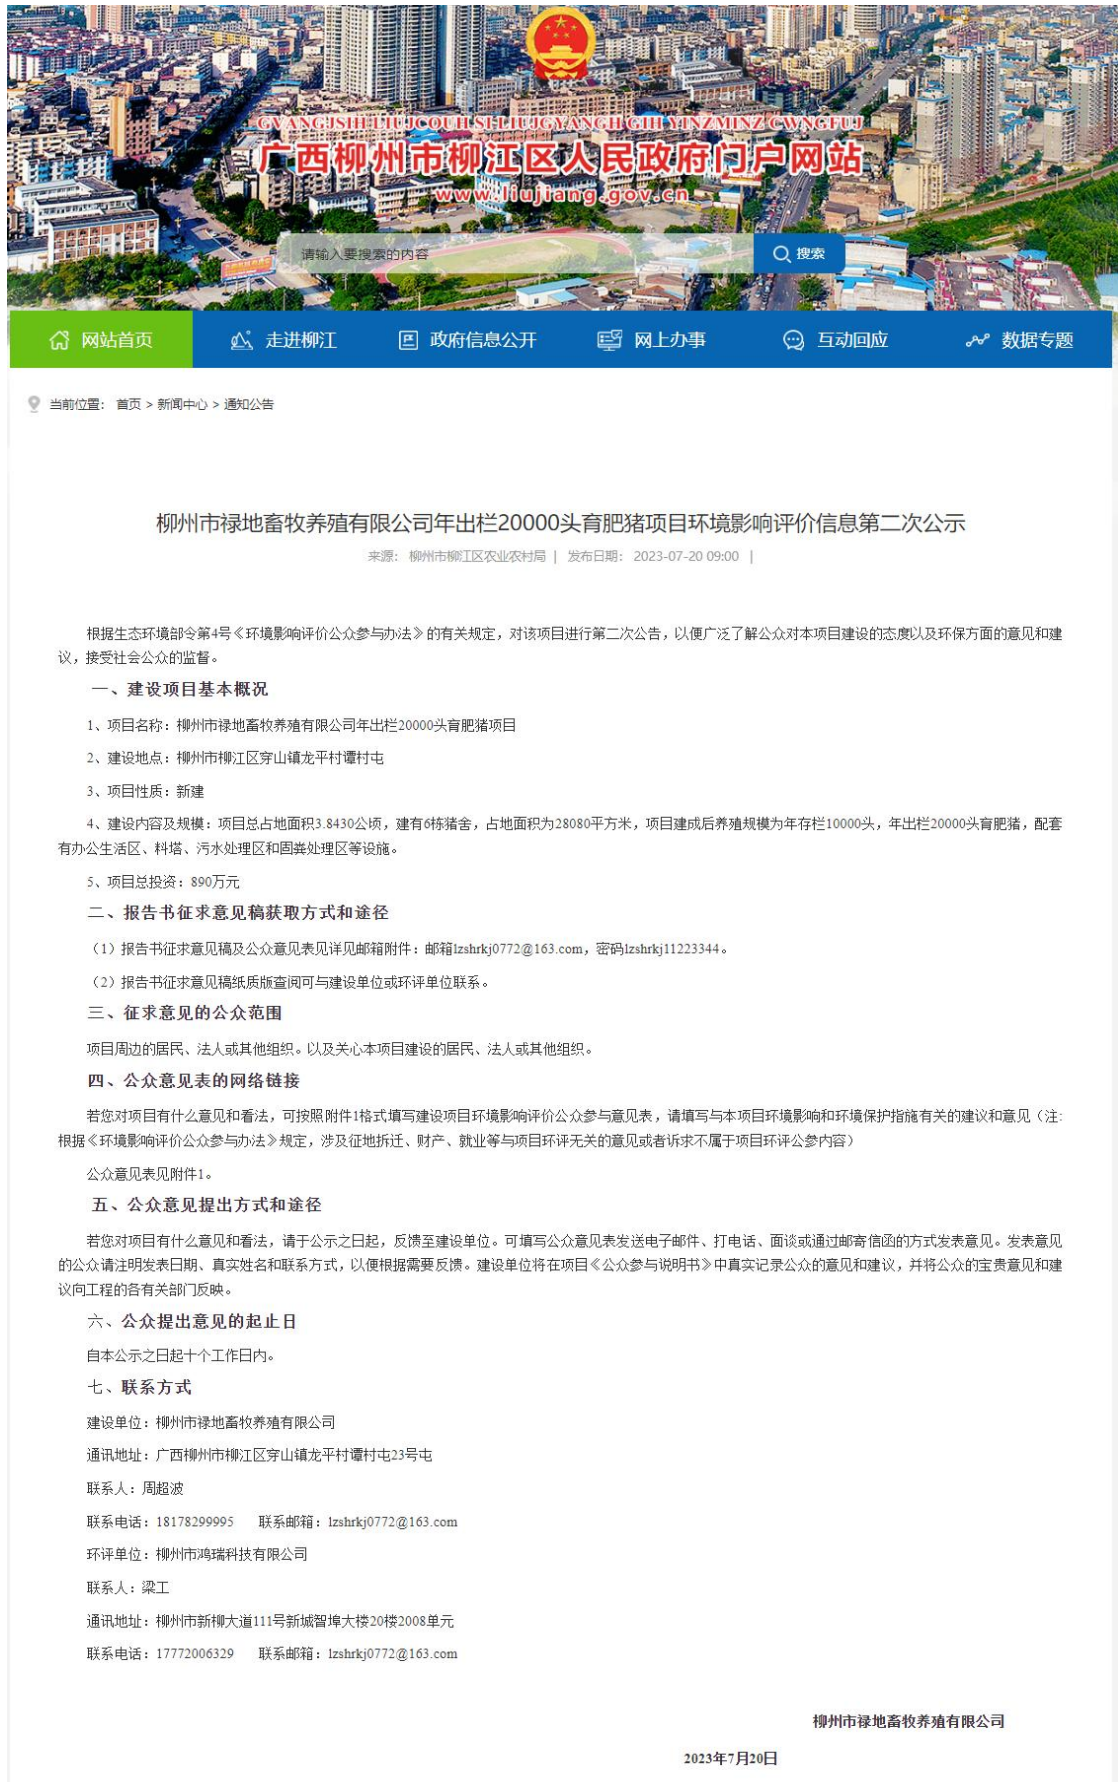 GVANGJSIH LIUJCOUH SI LIUJGYANGH GIH YINZMINZ CWNGFUJ
广西柳州市柳江区人民政府门户网站
www.liujiang.gov.cn
请输入要搜索的内容 搜索
网站首页 走进柳江 政府信息公开 网上办事 互动回应 数据专题
当前位置： 首页 > 新闻中心 > 通知公告
柳州市禄地畜牧养殖有限公司年出栏20000头育肥猪项目环境影响评价信息第二次公示
来源： 柳州市柳江区农业农村局 | 发布日期： 2023-07-20 09:00 |
根据生态环境部令第4号《环境影响评价公众参与办法》的有关规定，对该项目进行第二次公告，以便广泛了解公众对本项目建设的态度以及环保方面的意见和建
议，接受社会公众的监督。
一、建设项目基本概况
1、项目名称：柳州市禄地畜牧养殖有限公司年出栏20000头育肥猪项目
2、建设地点：柳州市柳江区穿山镇龙平村谭村屯
3、项目性质：新建
4、建设内容及规模：项目总占地面积3.8430公顷，建有6栋猪舍，占地面积为28080平方米，项目建成后养殖规模为年存栏10000头，年出栏20000头育肥猪，配套
有办公生活区、料塔、污水处理区和固粪处理区等设施。
5、项目总投资：890万元
二、报告书征求意见稿获取方式和途径
（1）报告书征求意见稿及公众意见表见详见邮箱附件：邮箱lzshrkj0772@163.com，密码lzshrkj11223344。
（2）报告书征求意见稿纸质版查阅可与建设单位或环评单位联系。
三、征求意见的公众范围
项目周边的居民、法人或其他组织。以及关心本项目建设的居民、法人或其他组织。
四、公众意见表的网络链接
若您对项目有什么意见和看法，可按照附件1格式填写建设项目环境影响评价公众参与意见表，请填写与本项目环境影响和环境保护指施有关的建议和意见（注:
根据《环境影响评价公众参与办法》规定，涉及征地拆迁、财产、就业等与项目环评无关的意见或者诉求不属于项目环评公参内容）
公众意见表见附件1。
五、公众意见提出方式和途径
若您对项目有什么意见和看法，请于公示之日起，反馈至建设单位。可填写公众意见表发送电子邮件、打电话、面谈或通过邮寄信函的方式发表意见。发表意见
的公众请注明发表日期、真实姓名和联系方式，以便根据需要反馈。建设单位将在项目《公众参与说明书》中真实记录公众的意见和建议，并将公众的宝贵意见和建
议向工程的各有关部门反映。
六、公众提出意见的起止日
自本公示之日起十个工作日内。
七、联系方式
建设单位：柳州市禄地畜牧养殖有限公司
通讯地址：广西柳州市柳江区穿山镇龙平村谭村屯23号屯
联系人：周超波
联系电话：18178299995 联系邮箱：lzshrkj0772@163.com
环评单位：柳州市鸿瑞科技有限公司
联系人：梁工
通讯地址：柳州市新柳大道111号新城智埠大楼20楼2008单元
联系电话：17772006329 联系邮箱：lzshrkj0772@163.com
柳州市禄地畜牧养殖有限公司
2023年7月20日